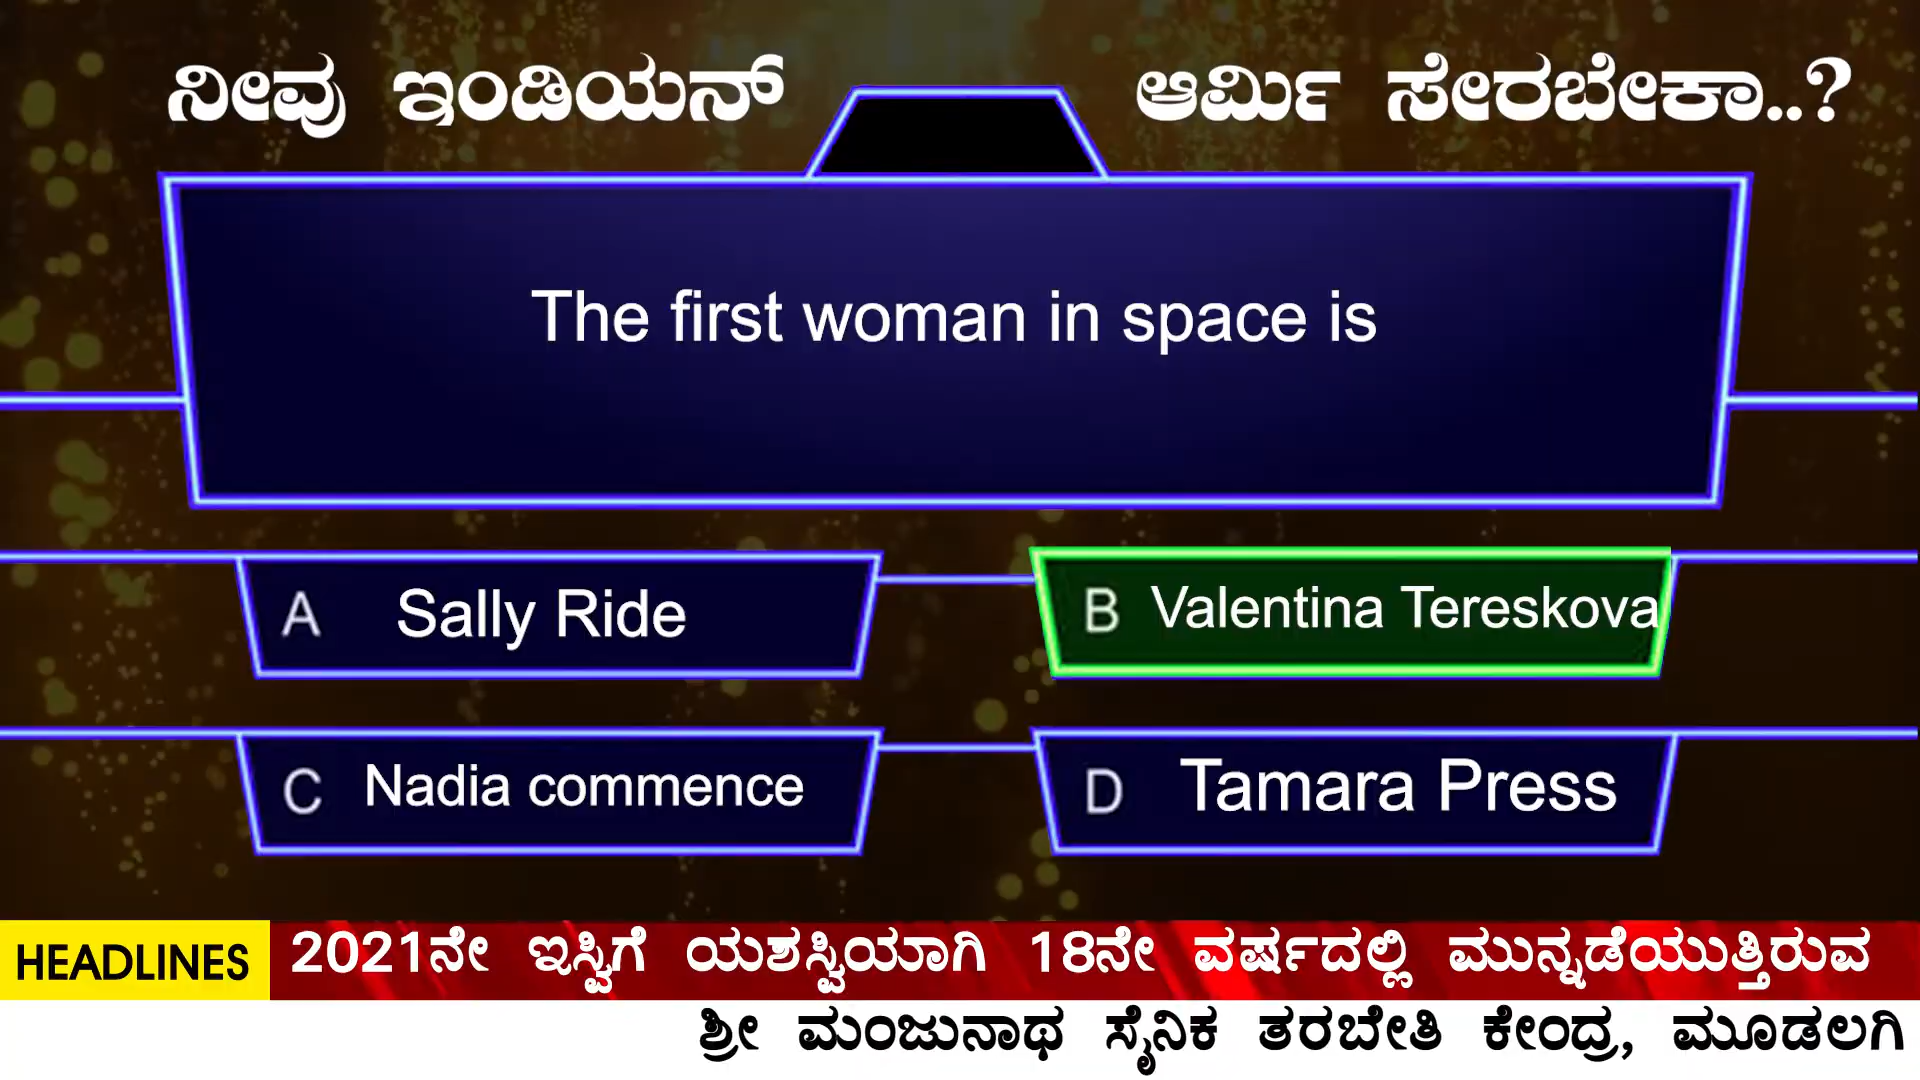 ನೀವು ಇಂಡಿಯನ್ ಆರ್ಮಿ ಸೇರಬೇಕಾ..?
The first woman in space is
A Sally Ride
B Valentina Tereskova
C Nadia commence
D Tamara Press
HEADLINES 2021ನೇ ಇಸ್ವಿಗೆ ಯಶಸ್ವಿಯಾಗಿ 18ನೇ ವರ್ಷದಲ್ಲಿ ಮುನ್ನಡೆಯುತ್ತಿರುವ
ಶ್ರೀ ಮಂಜುನಾಥ ಸೈನಿಕ ತರಬೇತಿ ಕೇಂದ್ರ, ಮೂಡಲಗಿ